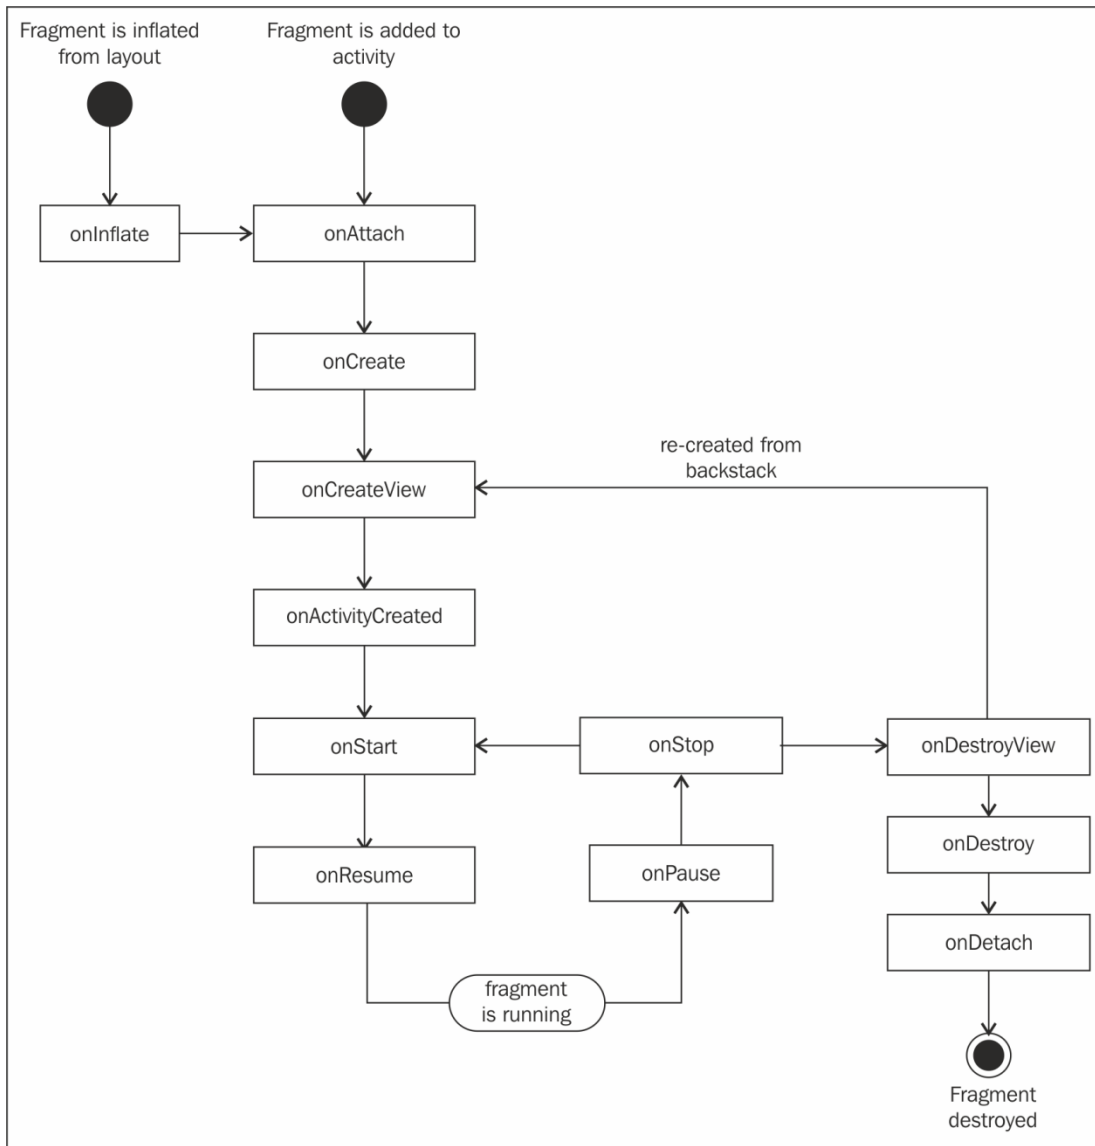 Fragment is inflated
from layout
Fragment is added to
activity
onInflate
onAttach
onCreate
re-created from
backstack
onCreateView
onActivityCreated
onStart
onStop
onDestroyView
onDestroy
onResume
onPause
onDetach
fragment
is running
Fragment
destroyed